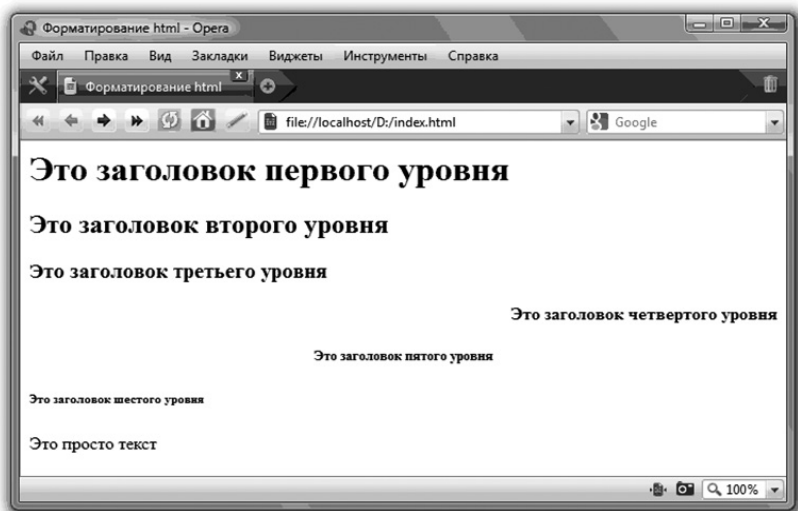 Форматирование html - Opera
Файл Правка Вид Закладки Виджеты Инструменты Справка
Форматирование html
file://localhost/D:/index.html Google
Это заголовок первого уровня
Это заголовок второго уровня
Это заголовок третьего уровня
Это заголовок четвертого уровня
Это заголовок пятого уровня
Это заголовок шестого уровня
Это просто текст
100%